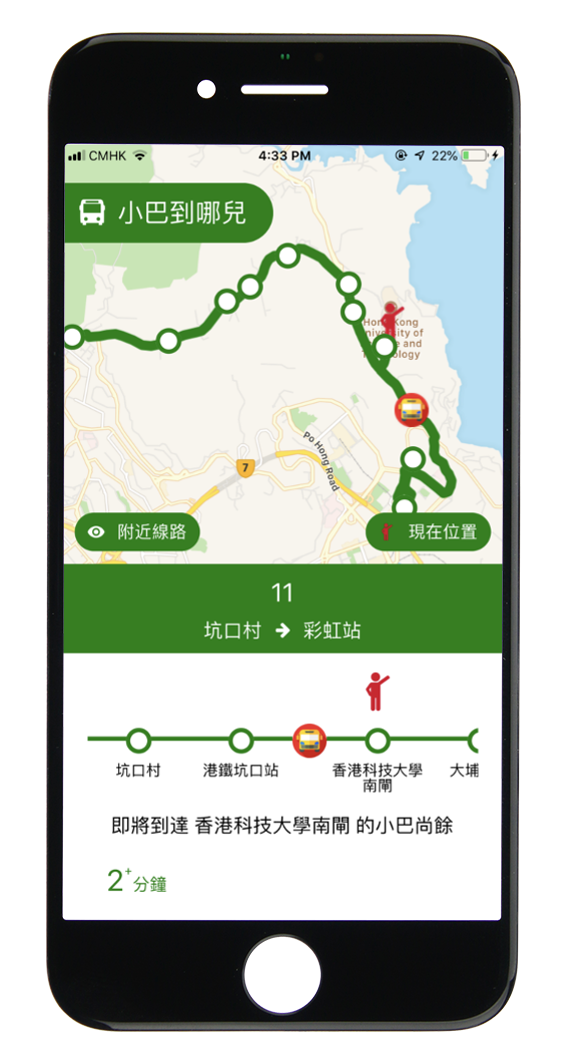 CMHK
4:33 PM
22%
小巴到哪兒
Hong Kong
University of
Science and
Technology
Po Hong Road
7
附近線路
現在位置
11
坑口村 → 彩虹站
坑口村
港鐵坑口站
香港科技大學
南閘
大埔
即將到達 香港科技大學南閘 的小巴尚餘
2+分鐘